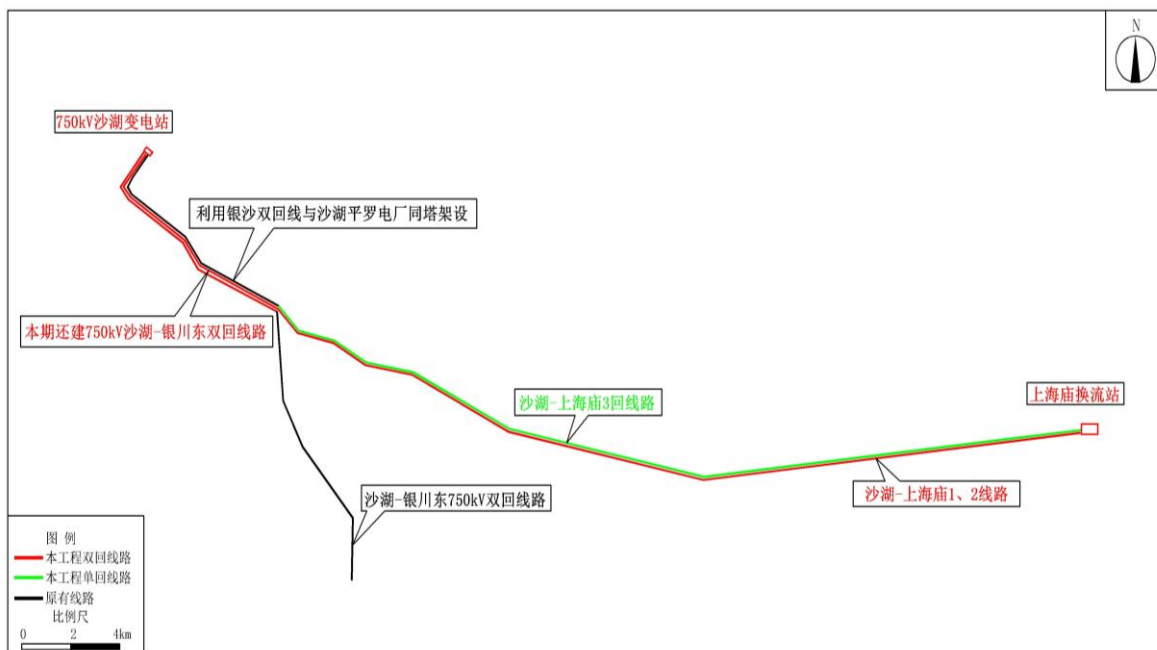 N
750kV沙湖变电站
利用银沙双回线与沙湖平罗电厂同塔架设
本期还建750kV沙湖-银川东双回线路
沙湖-上海庙3回线路
上海庙换流站
沙湖-上海庙1、2线路
沙湖-银川东750kV双回线路
图 例
本工程双回线路
本工程单回线路
原有线路
比例尺
0 2 4km